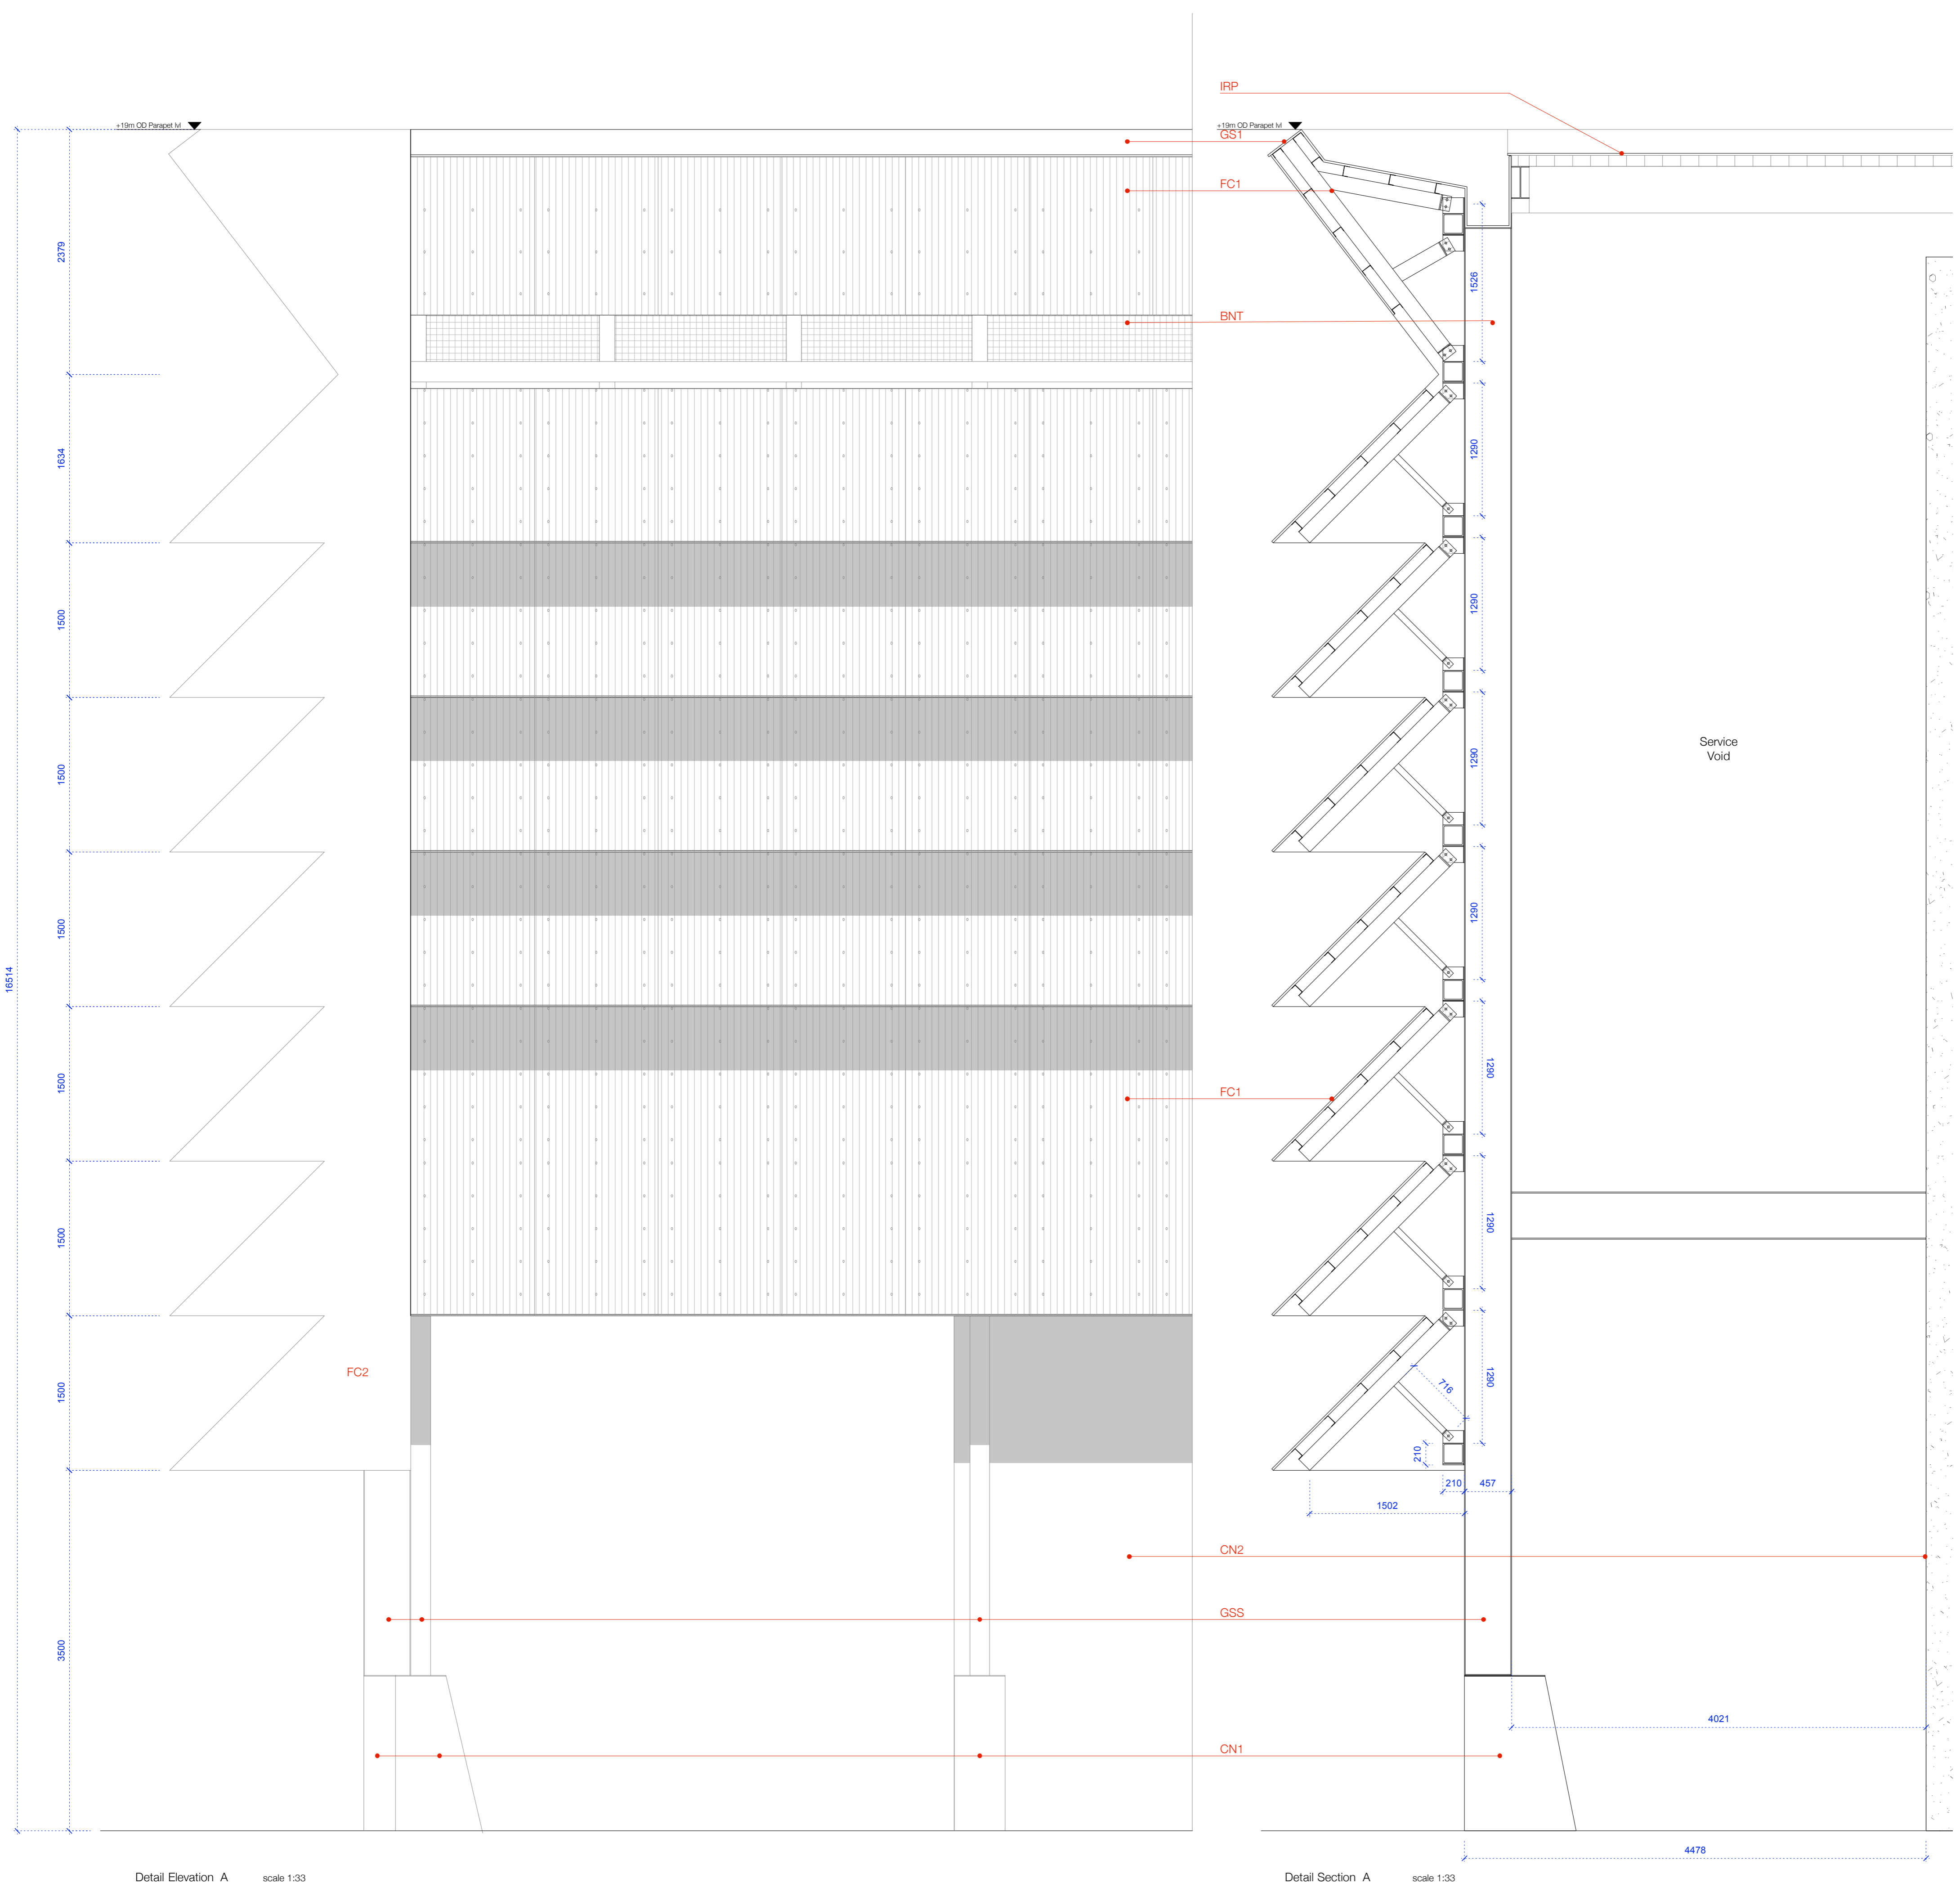 IRP
+19m OD Parapet lvl
+19m OD Parapet lvl
GS1
FC1
2379
1526
BNT
1634
1290
1500
1290
Service
Void
1500
1290
1500
1290
16514
1500
1290
FC1
1500
1290
1500
1290
FC2
716
210
210
457
1502
CN2
GSS
3500
4021
CN1
4478
Detail Elevation A
scale 1:33
Detail Section A
scale 1:33